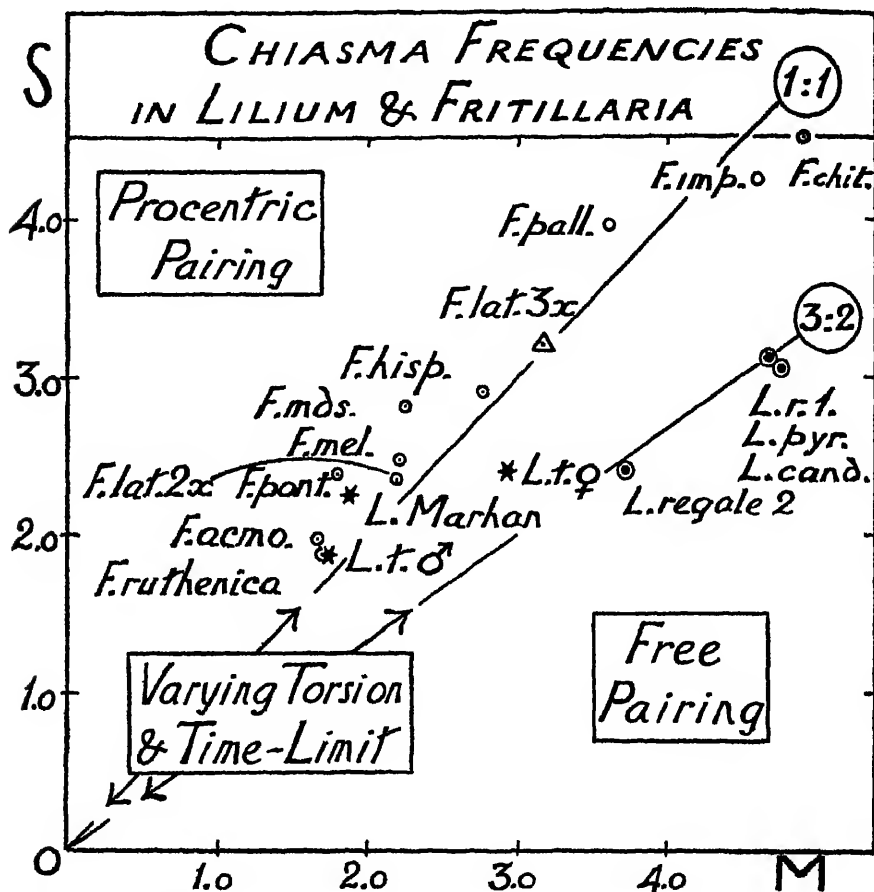 CHIASMA FREQUENCIES
IN LILIUM & FRITILLARIA
S
1:1
F.imp.
F.chit.
Procentric
Pairing
4.0
F.pall.
F.lat.3x
3:2
F.hisp.
3.0
F.mds.
L.r.1.
F.mel.
L.pyr.
F.lat.2x
F.pont.
L.t.♀
L.cand.
L.Marhan
L.regale 2
2.0
F.acmo.
L.t.♂
F.ruthenica
Free
Pairing
Varying Torsion
& Time-Limit
1.0
0
1.0
2.0
3.0
4.0
M